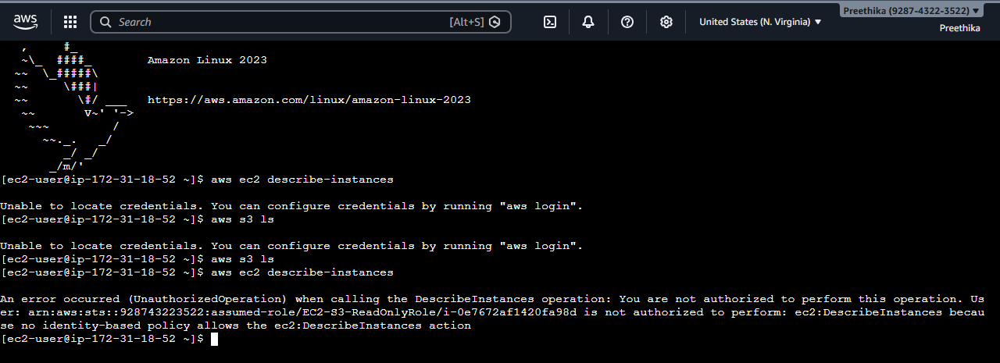 aws
Search
[Alt+S]
United States (N. Virginia) ▼
Preethika (9287-4322-3522) ▼
Preethika
   ,     #_
   ~\_  ####_        Amazon Linux 2023
  ~~  \_#####\
  ~~     \###|
  ~~       \#/ ___   https://aws.amazon.com/linux/amazon-linux-2023
   ~~       V~' '->
    ~~~         /
      ~~._.   _/
         _/ _/
       _/m/'
[ec2-user@ip-172-31-18-52 ~]$ aws ec2 describe-instances
Unable to locate credentials. You can configure credentials by running "aws login".
[ec2-user@ip-172-31-18-52 ~]$ aws s3 ls
Unable to locate credentials. You can configure credentials by running "aws login".
[ec2-user@ip-172-31-18-52 ~]$ aws s3 ls
[ec2-user@ip-172-31-18-52 ~]$ aws ec2 describe-instances
An error occurred (UnauthorizedOperation) when calling the DescribeInstances operation: You are not authorized to perform this operation. Us
er: arn:aws:sts::928743223522:assumed-role/EC2-S3-ReadOnlyRole/i-0e7672af1420fa98d is not authorized to perform: ec2:DescribeInstances becau
se no identity-based policy allows the ec2:DescribeInstances action
[ec2-user@ip-172-31-18-52 ~]$